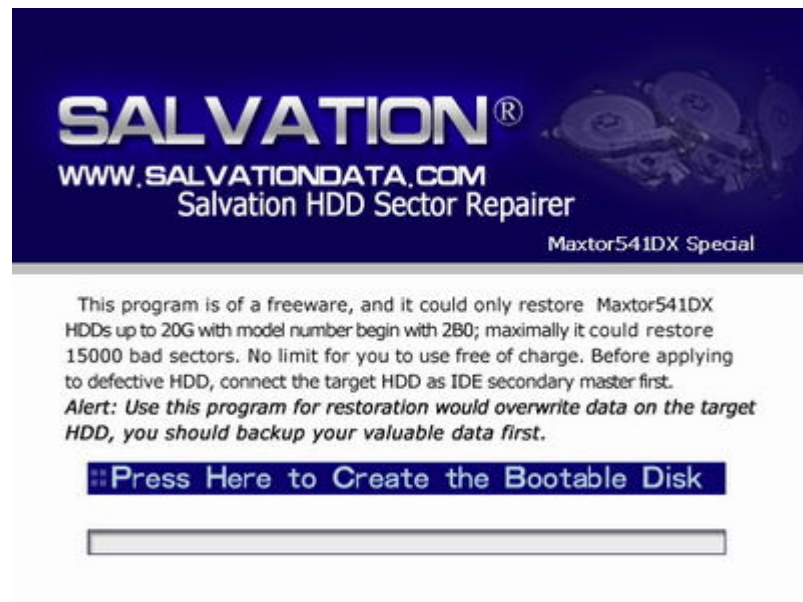 SALVATION®
WWW.SALVATIONDATA.COM
Salvation HDD Sector Repairer
Maxtor541DX Special
This program is of a freeware, and it could only restore Maxtor541DX
HDDs up to 20G with model number begin with 2B0; maximally it could restore
15000 bad sectors. No limit for you to use free of charge. Before applying
to defective HDD, connect the target HDD as IDE secondary master first.
Alert: Use this program for restoration would overwrite data on the target
HDD, you should backup your valuable data first.
Press Here to Create the Bootable Disk